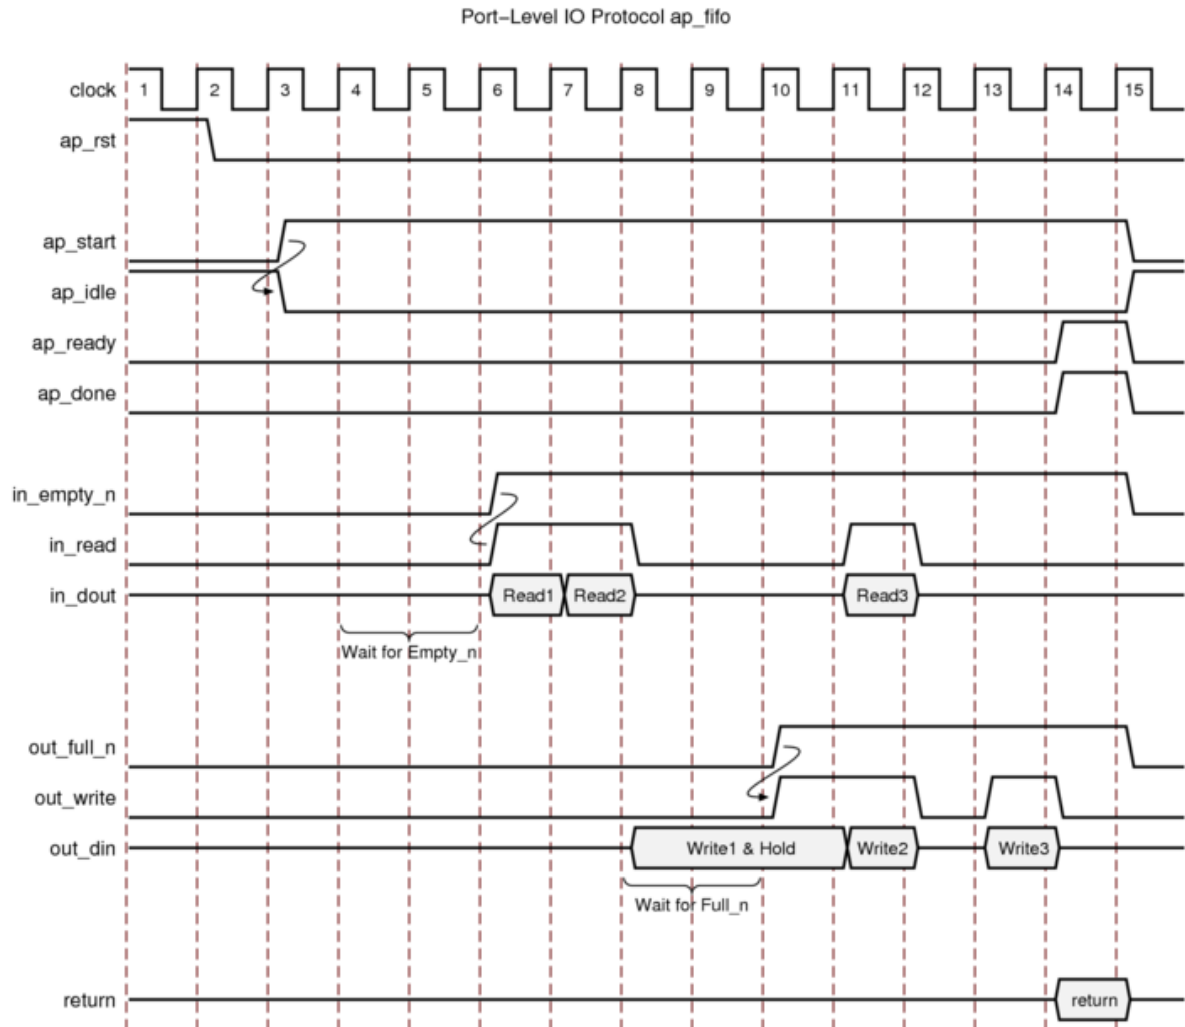 Port-Level IO Protocol ap_fifo
clock 1 2 3 4 5 6 7 8 9 10 11 12 13 14 15
ap_rst
ap_start
ap_idle
ap_ready
ap_done
in_empty_n
in_read
in_dout Read1 Read2 Read3
Wait for Empty_n
out_full_n
out_write
out_din Write1 & Hold Write2 Write3
Wait for Full_n
return return